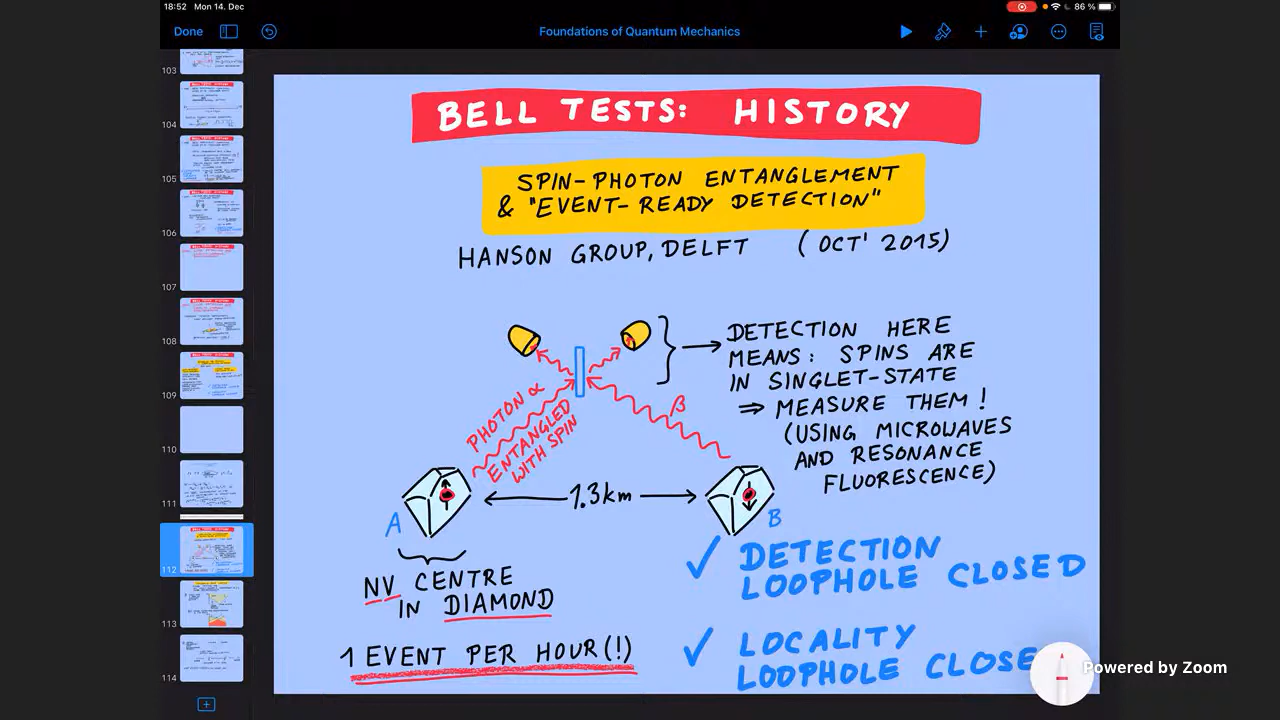 18:52 Mon 14. Dec
86 %
Done
Foundations of Quantum Mechanics
103
104
105
106
107
108
109
110
111
112
113
114
BELL TESTS: HISTORY
SPIN-PHOTON ENTANGLEMENT
& "EVENT-READY DETECTION"
HANSON GROUP, DELFT (OCT' 2015)
DETECTION HERE
MEANS: SPINS ARE
IN SINGLET-STATE
⇒ MEASURE THEM!
(USING MICROWAVES
AND RESONANCE
FLUORESCENCE)
PHOTON α
ENTANGLED
WITH SPIN
β
1.3km
A
B
NV CENTRE
IN DIAMOND
1 EVENT PER HOUR(!)
✓ DETECTION
LOOPHOLE CLOSED
✓ LOCALITY
LOOPHOLE CLOSE
Powered by Zoom